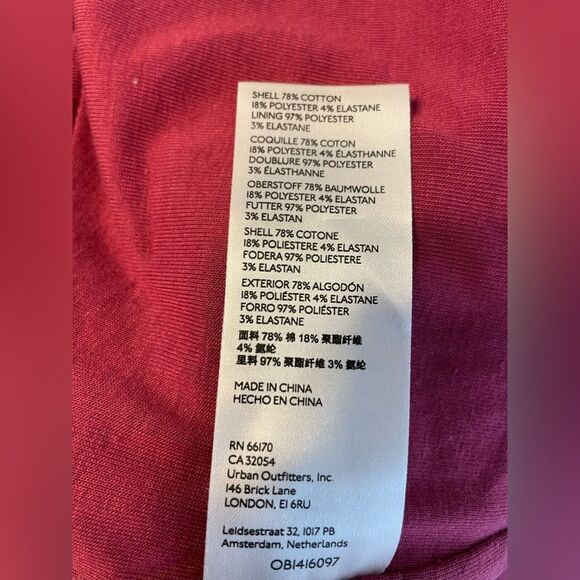 SHELL 78% COTTON
18% POLYESTER 4% ELASTANE
LINING 97% POLYESTER
3% ELASTANE
COQUILLE 78% COTON
18% POLYESTER 4% ÉLASTHANNE
DOUBLURE 97% POLYESTER
3% ÉLASTHANNE
OBERSTOFF 78% BAUMWOLLE
18% POLYESTER 4% ELASTAN
FUTTER 97% POLYESTER
3% ELASTAN
SHELL 78% COTONE
18% POLIESTERE 4% ELASTAN
FODERA 97% POLIESTERE
3% ELASTAN
EXTERIOR 78% ALGODÓN
18% POLIÉSTER 4% ELASTANE
FORRO 97% POLIÉSTER
3% ELASTANE
面料 78% 棉 18% 聚酯纤维
4% 氨纶
里料 97% 聚酯纤维 3% 氨纶
MADE IN CHINA
HECHO EN CHINA
RN 66170
CA 32054
Urban Outfitters, Inc.
146 Brick Lane
LONDON, E1 6RU
Leidsestraat 32, 1017 PB
Amsterdam, Netherlands
OB1416097